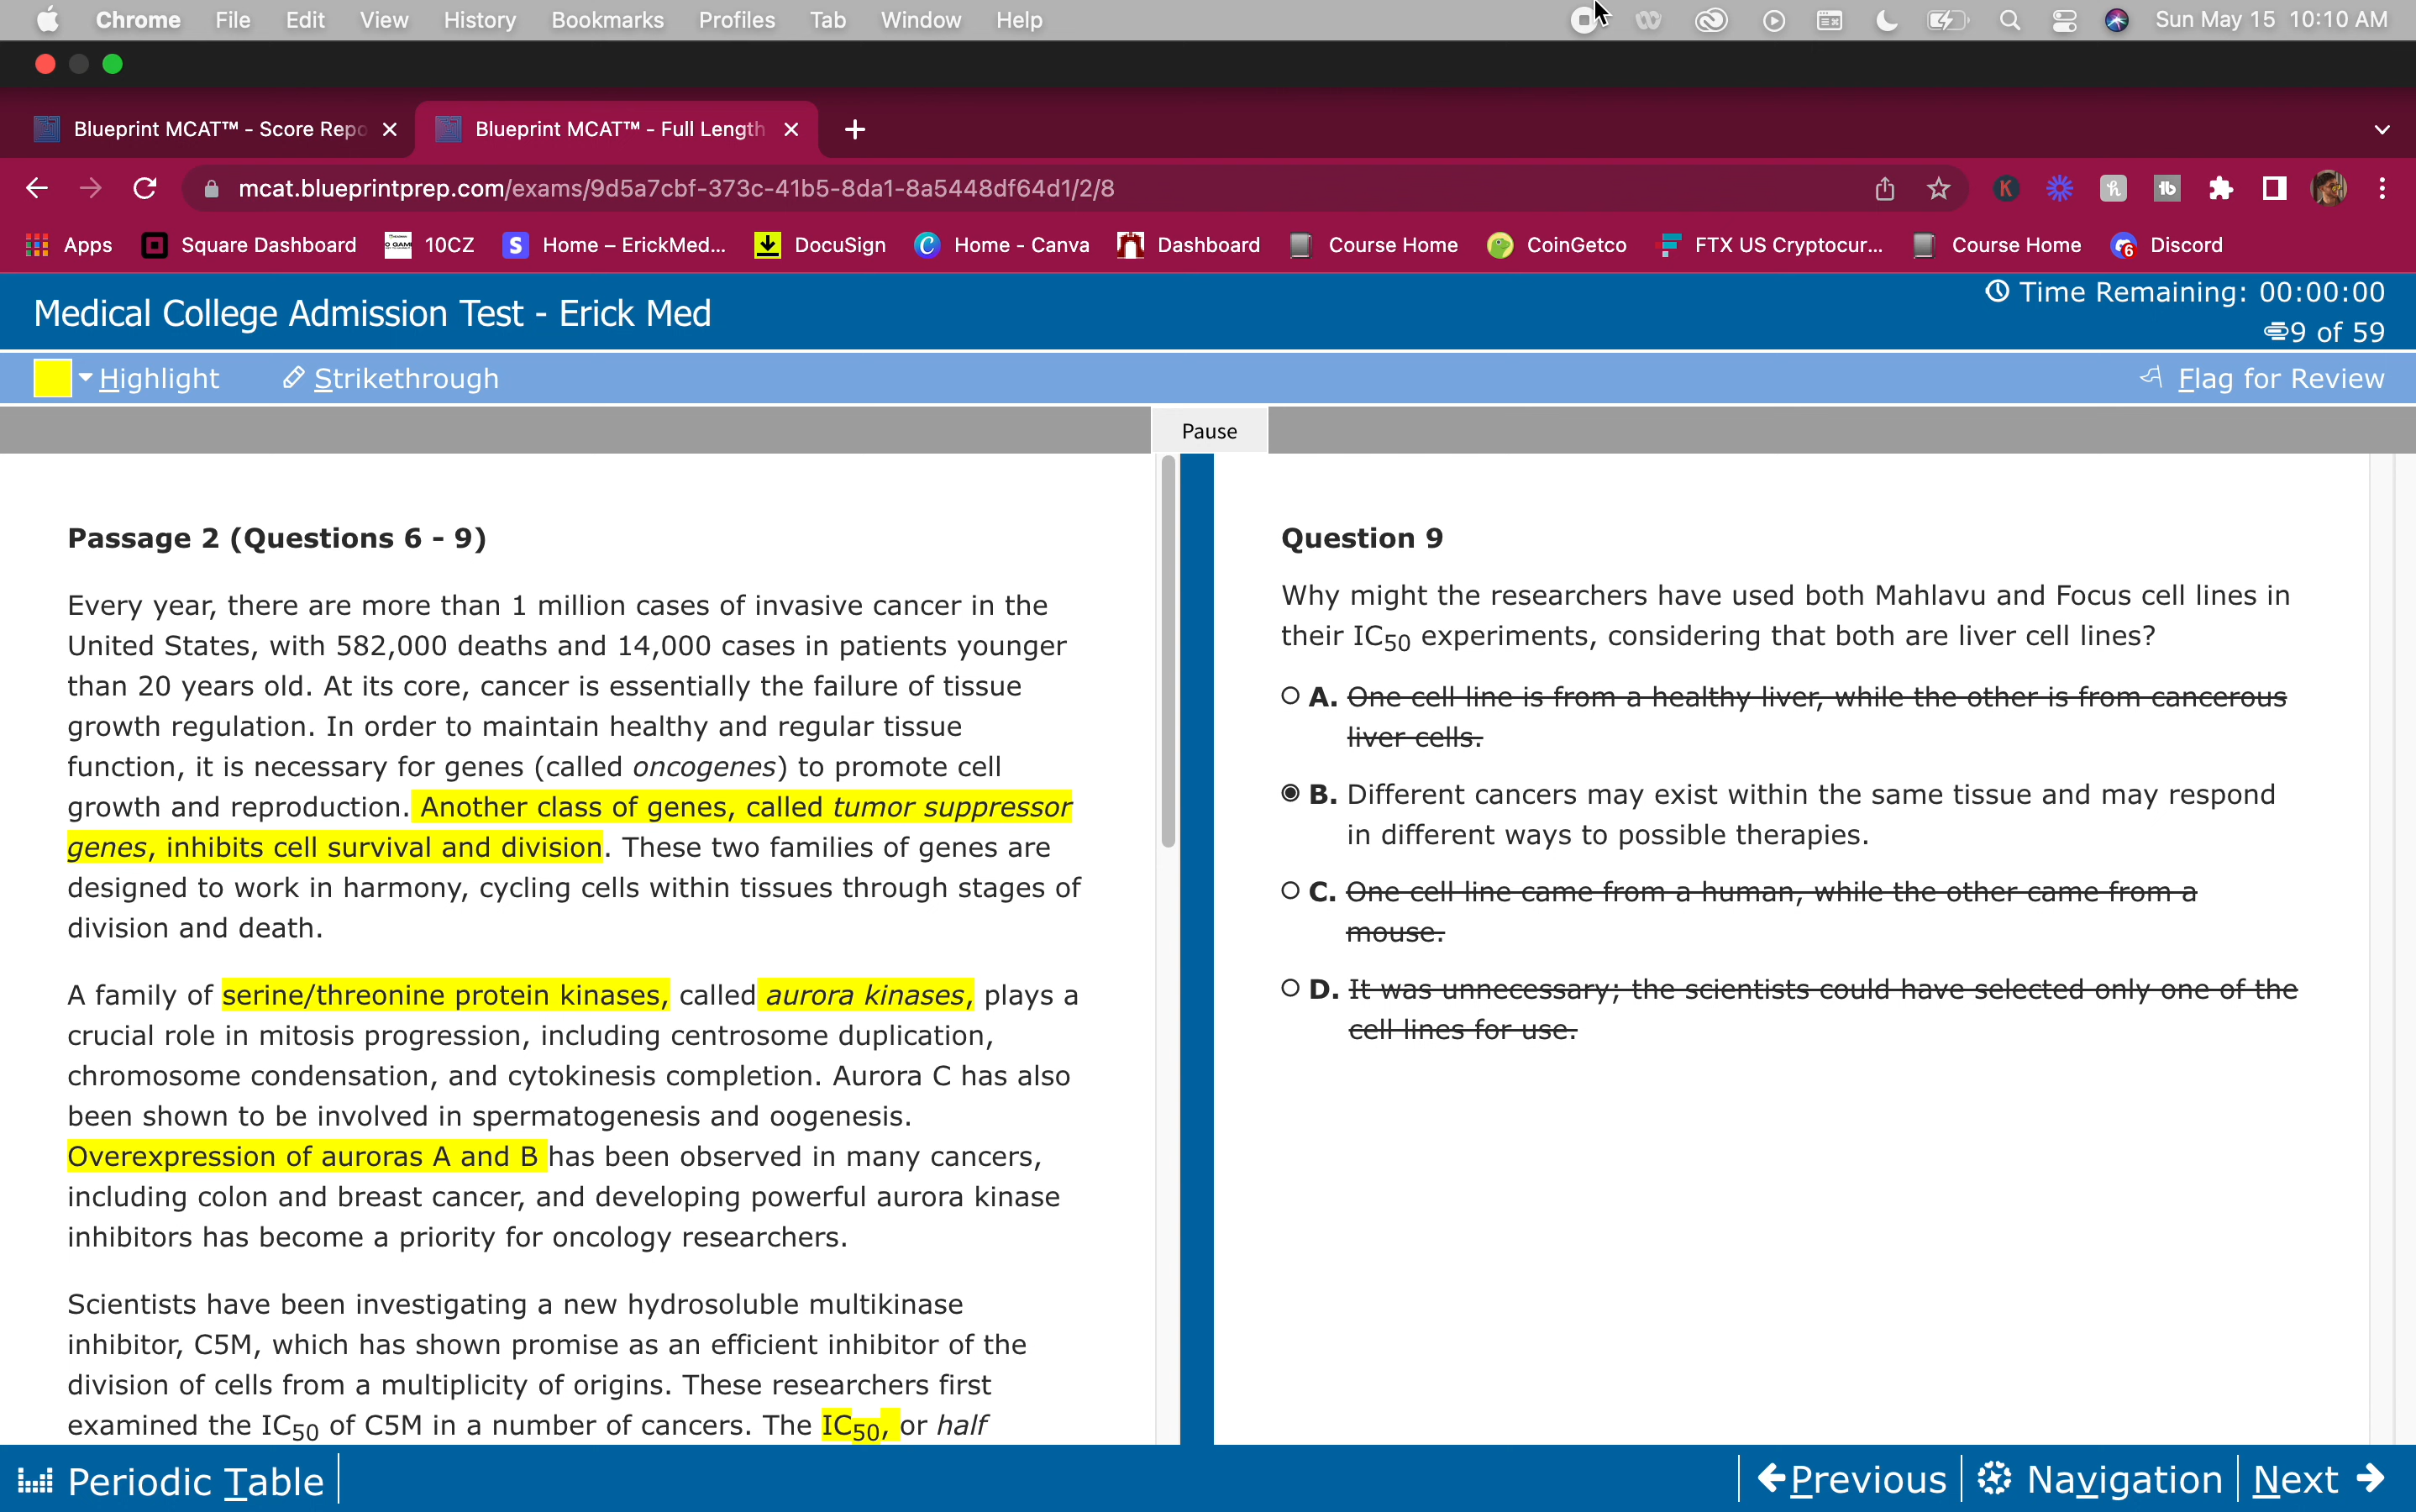 Chrome File Edit View History Bookmarks Profiles Tab Window Help Sun May 15 10:10 AM
Blueprint MCAT™ - Score Repo
Blueprint MCAT™ - Full Length
mcat.blueprintprep.com/exams/9d5a7cbf-373c-41b5-8da1-8a5448df64d1/2/8
Apps Square Dashboard 10CZ Home – ErickMed... DocuSign Home - Canva Dashboard Course Home CoinGetco FTX US Cryptocur... Course Home Discord
Medical College Admission Test - Erick Med
Time Remaining: 00:00:00
9 of 59
Highlight Strikethrough Flag for Review
Pause
Passage 2 (Questions 6 - 9)
Every year, there are more than 1 million cases of invasive cancer in the
United States, with 582,000 deaths and 14,000 cases in patients younger
than 20 years old. At its core, cancer is essentially the failure of tissue
growth regulation. In order to maintain healthy and regular tissue
function, it is necessary for genes (called oncogenes) to promote cell
growth and reproduction. Another class of genes, called tumor suppressor
genes, inhibits cell survival and division. These two families of genes are
designed to work in harmony, cycling cells within tissues through stages of
division and death.
A family of serine/threonine protein kinases, called aurora kinases, plays a
crucial role in mitosis progression, including centrosome duplication,
chromosome condensation, and cytokinesis completion. Aurora C has also
been shown to be involved in spermatogenesis and oogenesis.
Overexpression of auroras A and B has been observed in many cancers,
including colon and breast cancer, and developing powerful aurora kinase
inhibitors has become a priority for oncology researchers.
Scientists have been investigating a new hydrosoluble multikinase
inhibitor, C5M, which has shown promise as an efficient inhibitor of the
division of cells from a multiplicity of origins. These researchers first
examined the IC50 of C5M in a number of cancers. The IC50, or half
Question 9
Why might the researchers have used both Mahlavu and Focus cell lines in
their IC50 experiments, considering that both are liver cell lines?
A. One cell line is from a healthy liver, while the other is from cancerous
liver cells.
B. Different cancers may exist within the same tissue and may respond
in different ways to possible therapies.
C. One cell line came from a human, while the other came from a
mouse.
D. It was unnecessary; the scientists could have selected only one of the
cell lines for use.
Periodic Table Previous Navigation Next